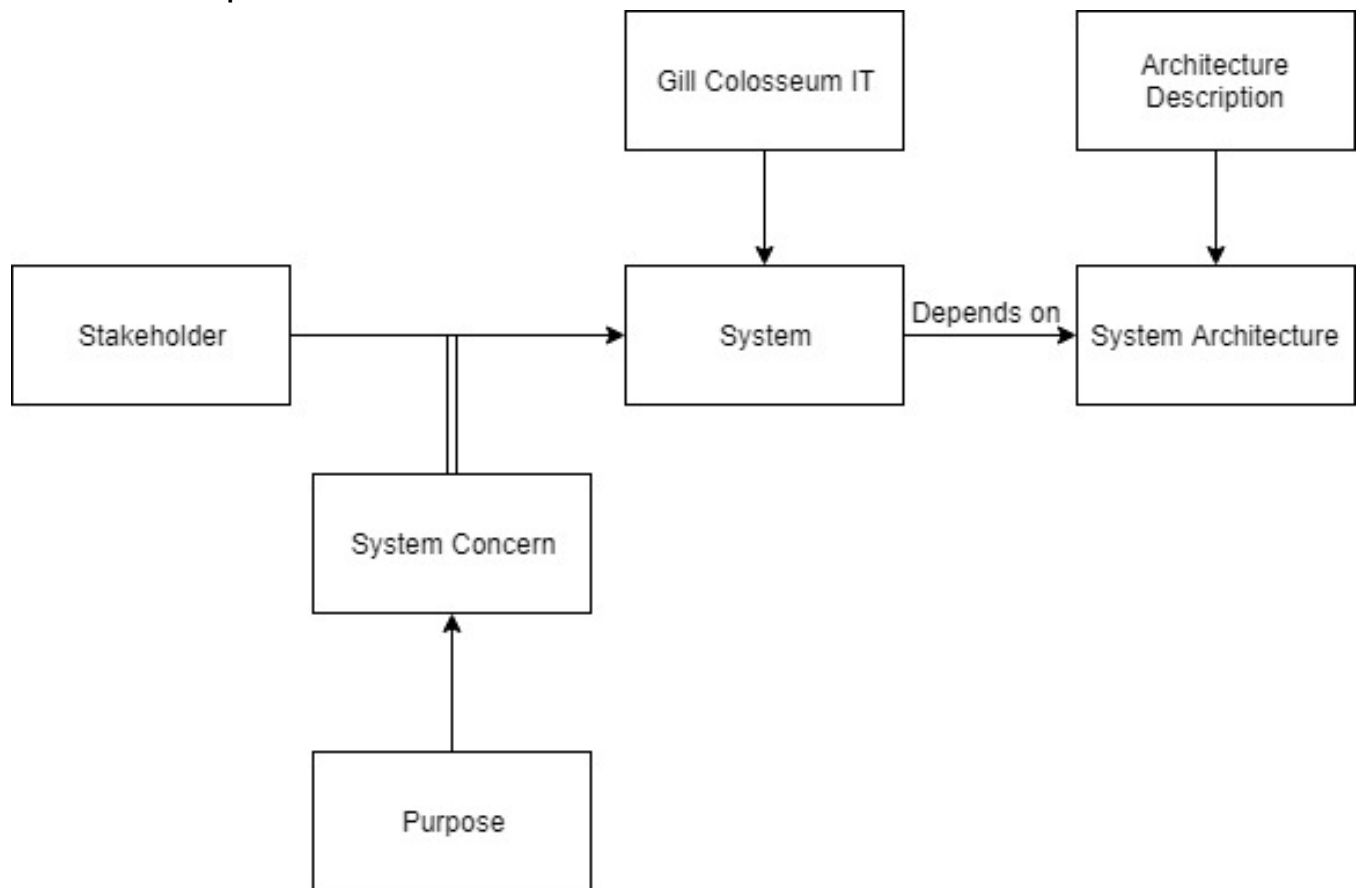 Gill Colosseum IT
Architecture
Description
Stakeholder
System
Depends on
System Architecture
System Concern
Purpose